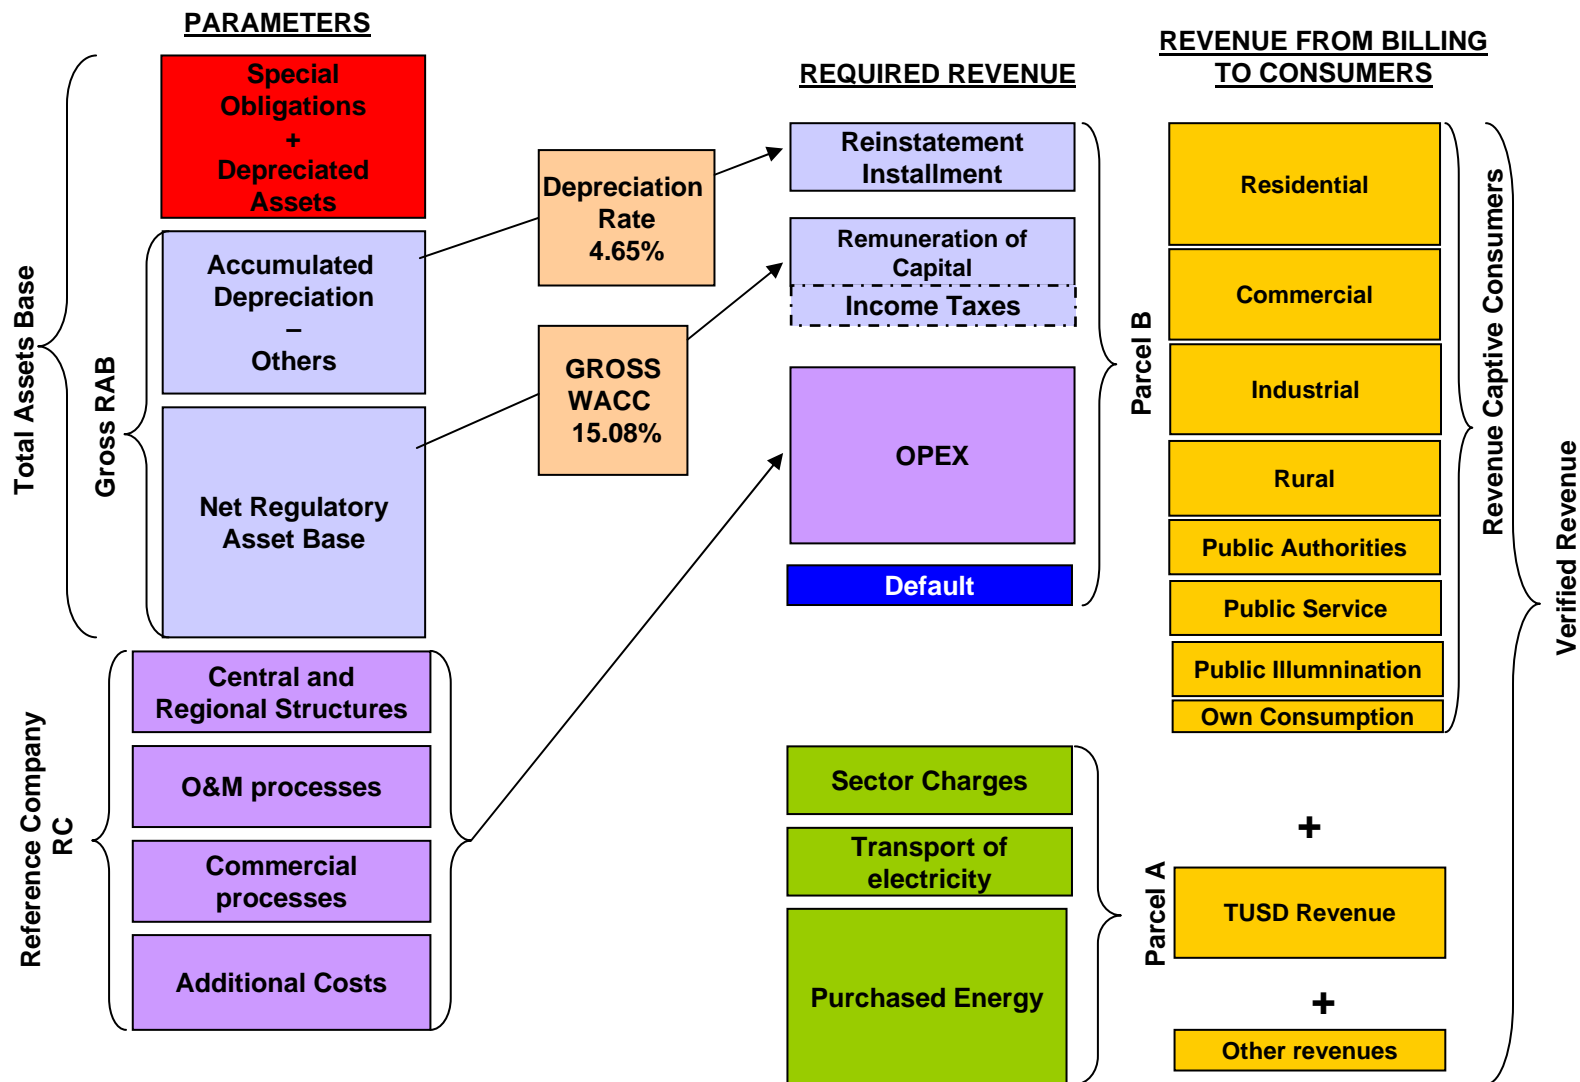 PARAMETERS
Special
Obligations
+
Depreciated
Assets
Accumulated
Depreciation
–
Others
Net Regulatory
Asset Base
Total Assets Base
Gross RAB
Central and
Regional Structures
O&M processes
Commercial
processes
Additional Costs
Reference Company
RC
Depreciation
Rate
4.65%
GROSS
WACC
15.08%
REQUIRED REVENUE
Reinstatement
Installment
Remuneration of
Capital
Income Taxes
OPEX
Default
Parcel B
Sector Charges
Transport of
electricity
Purchased Energy
Parcel A
REVENUE FROM BILLING
TO CONSUMERS
Residential
Commercial
Industrial
Rural
Public Authorities
Public Service
Public Illumnination
Own Consumption
Revenue Captive Consumers
+
TUSD Revenue
+
Other revenues
Verified Revenue